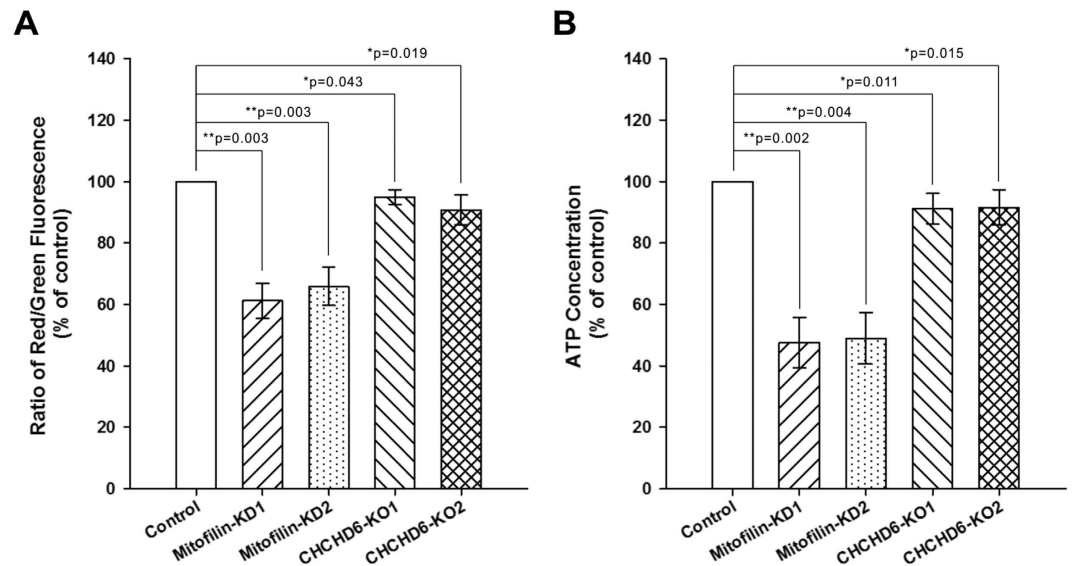 A
Ratio of Red/Green Fluorescence
(% of control)
140
120
100
80
60
40
20
0
*p=0.019
*p=0.043
**p=0.003
**p=0.003
Control
Mitofilin-KD1
Mitofilin-KD2
CHCHD6-KO1
CHCHD6-KO2
B
ATP Concentration
(% of control)
140
120
100
80
60
40
20
0
*p=0.015
*p=0.011
**p=0.004
**p=0.002
Control
Mitofilin-KD1
Mitofilin-KD2
CHCHD6-KO1
CHCHD6-KO2